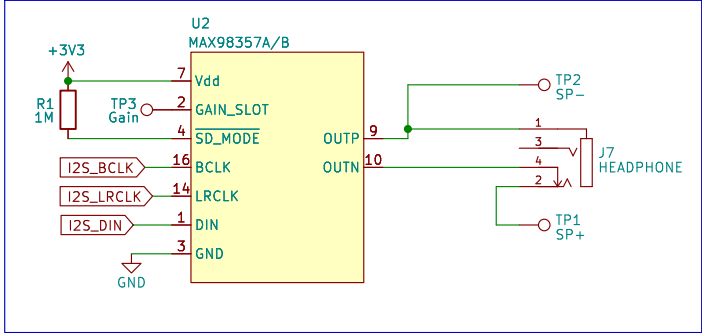 U2
MAX98357A/B
+3V3
7 Vdd
R1
1M
TP3
Gain
2 GAIN_SLOT
4 SD_MODE
I2S_BCLK 16 BCLK
I2S_LRCLK 14 LRCLK
I2S_DIN 1 DIN
3 GND
GND
OUTP 9
OUTN 10
TP2
SP-
1
3
4
2
J7
HEADPHONE
TP1
SP+